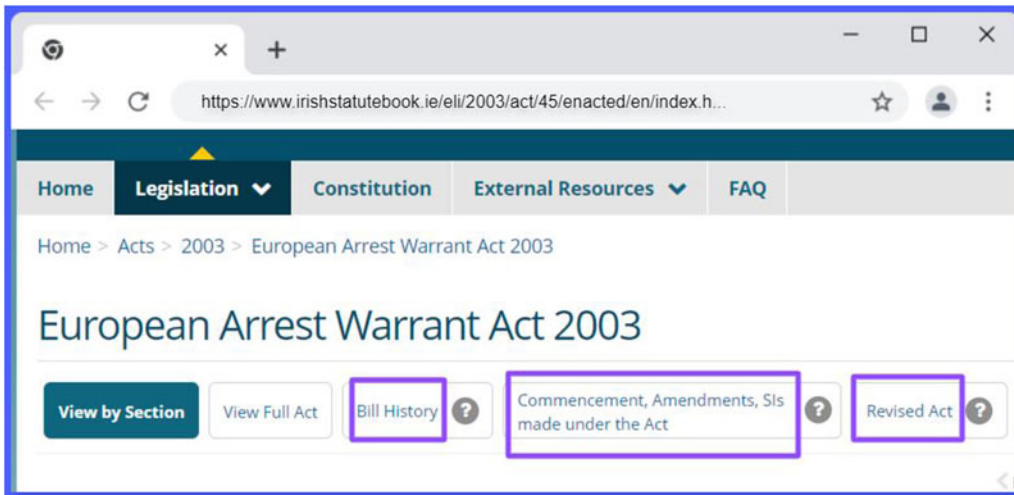 https://www.irishstatutebook.ie/eli/2003/act/45/enacted/en/index.h...
Home Legislation Constitution External Resources FAQ
Home > Acts > 2003 > European Arrest Warrant Act 2003
European Arrest Warrant Act 2003
View by Section View Full Act Bill History ? Commencement, Amendments, SIs ? Revised Act ?
made under the Act